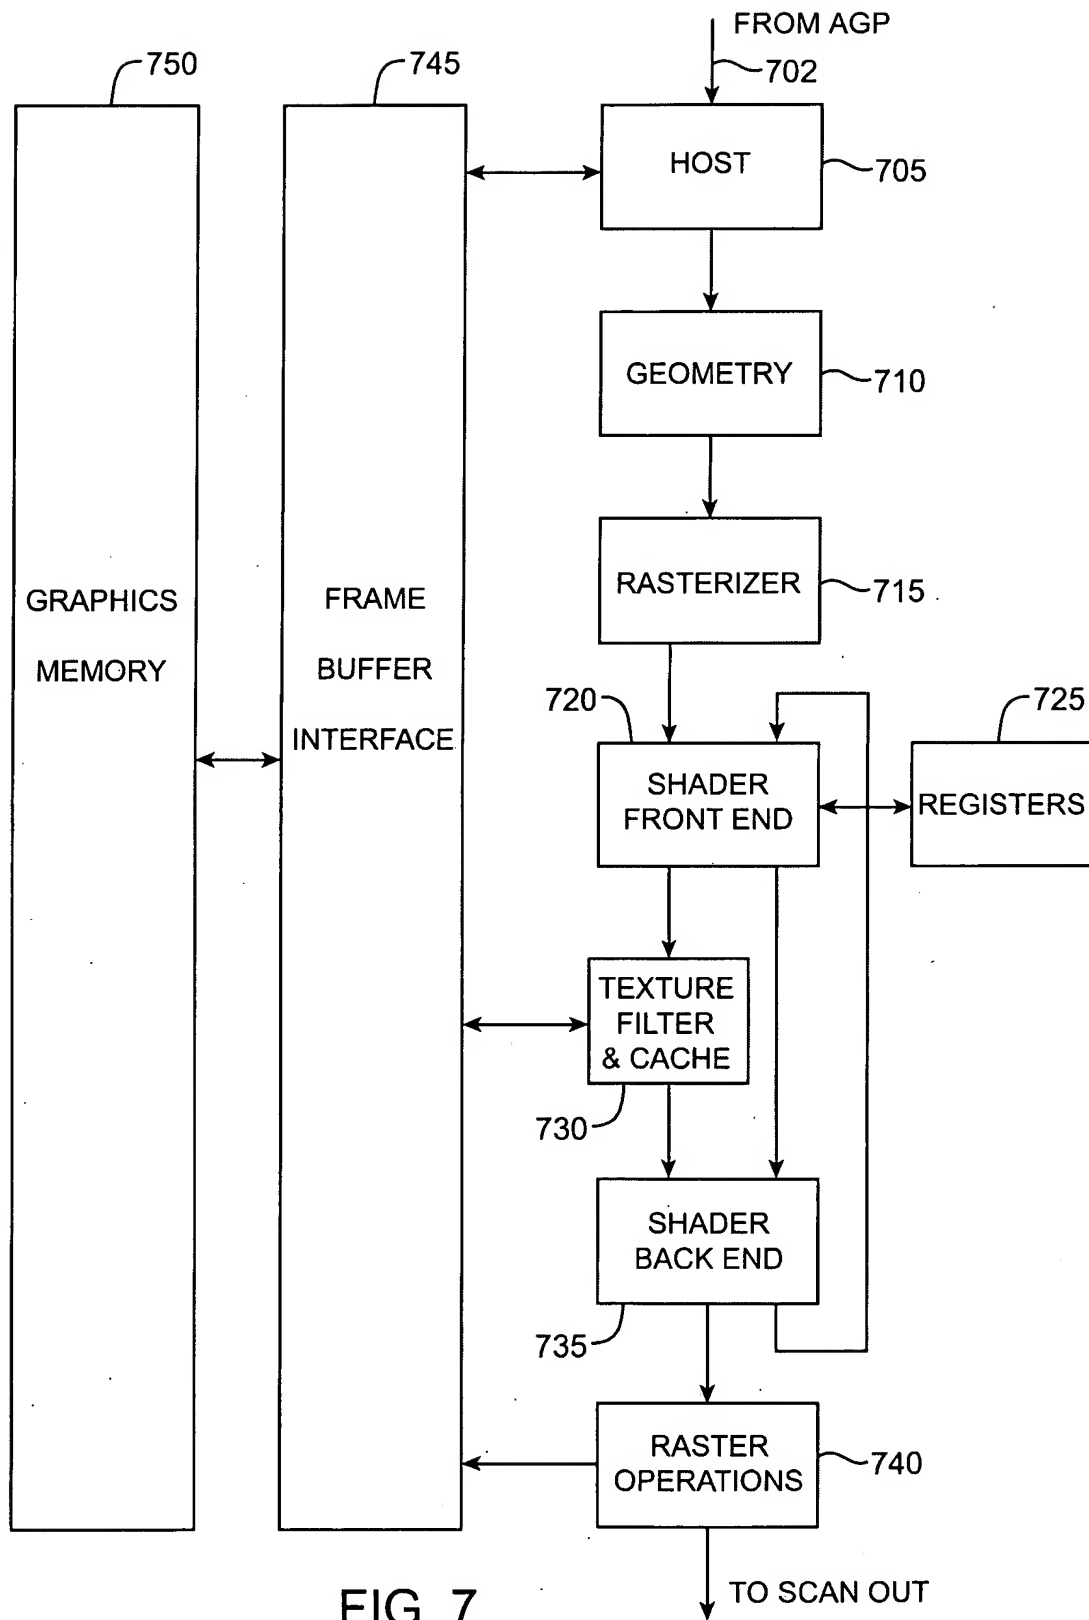 FROM AGP
702
750
745
HOST
705
GEOMETRY
710
RASTERIZER
715
GRAPHICS
MEMORY
FRAME
BUFFER
INTERFACE
720
725
SHADER
FRONT END
REGISTERS
TEXTURE
FILTER
& CACHE
730
SHADER
BACK END
735
RASTER
OPERATIONS
740
TO SCAN OUT
FIG. 7